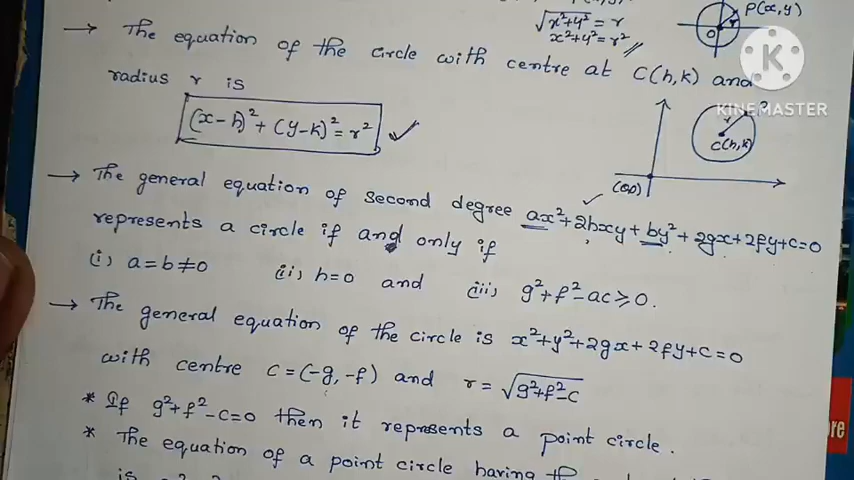 √x²+y² = r
x²+y² = r²
P(x,y)
r
O
→ The equation of the circle with centre at C(h,k) and
radius r is
(x-h)² + (y-k)² = r²
K
KINEMASTER
r
C(h,k)
(0,0)
→ The general equation of second degree ax²+2hxy+by²+2gx+2fy+c=0
represents a circle if and only if
(i) a=b≠0 (ii) h=0 and (iii) g²+f²-ac≥0.
→ The general equation of the circle is x²+y²+2gx+2fy+c=0
with centre C=(-g,-f) and r=√g²+f²-c
* If g²+f²-c=0 then it represents a point circle.
* The equation of a point circle having the
is